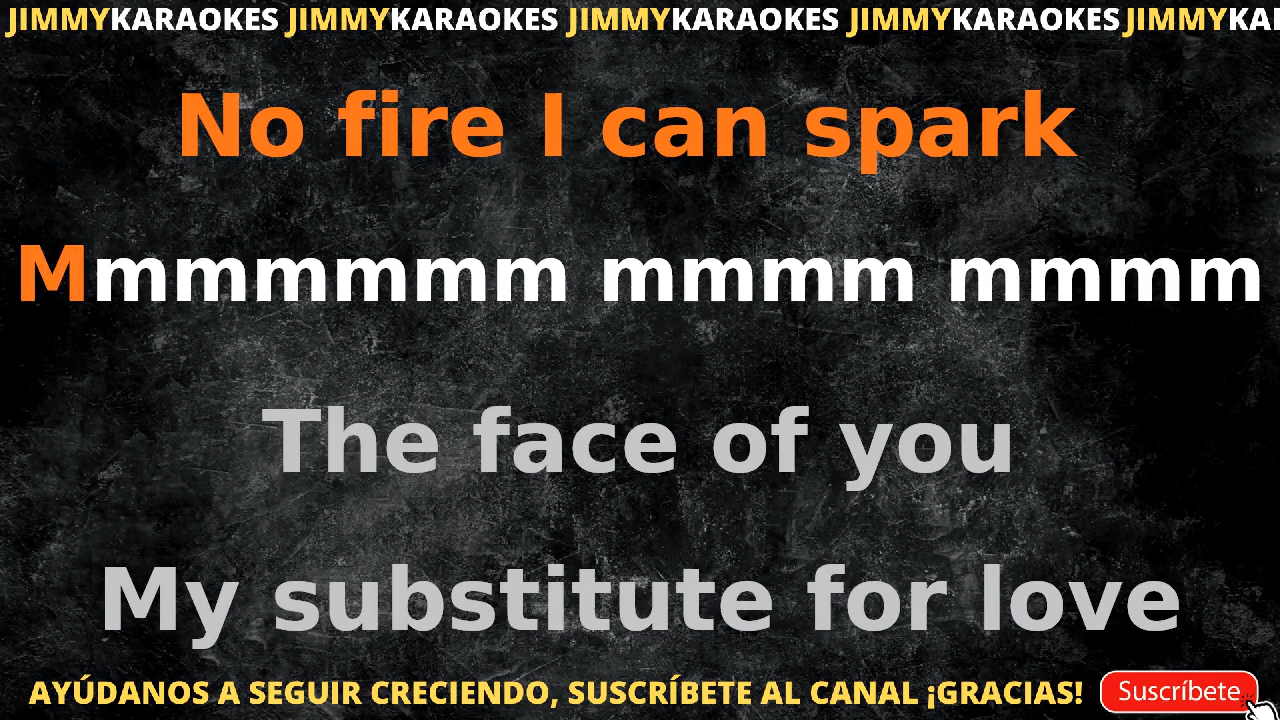 JIMMYKARAOKES JIMMYKARAOKES JIMMYKARAOKES JIMMYKARAOKES JIMMYKA
No fire I can spark
Mmmmmmm mmmm mmmm
The face of you
My substitute for love
AYÚDANOS A SEGUIR CRECIENDO, SUSCRÍBETE AL CANAL ¡GRACIAS! Suscríbete